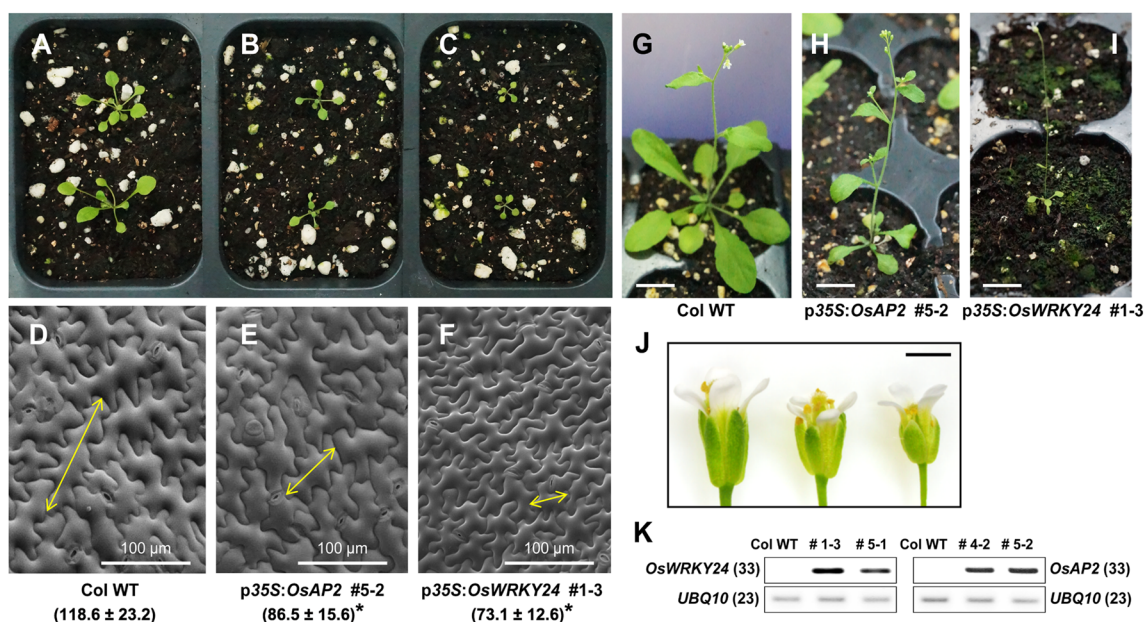 A
B
C
G
H
I
Col WT
p35S:OsAP2 #5-2
p35S:OsWRKY24 #1-3
D
E
F
100 µm
100 µm
100 µm
Col WT
p35S:OsAP2 #5-2
p35S:OsWRKY24 #1-3
(118.6 ± 23.2)
(86.5 ± 15.6)*
(73.1 ± 12.6)*
J
K
Col WT # 1-3 # 5-1
Col WT # 4-2 # 5-2
OsWRKY24 (33)
OsAP2 (33)
UBQ10 (23)
UBQ10 (23)